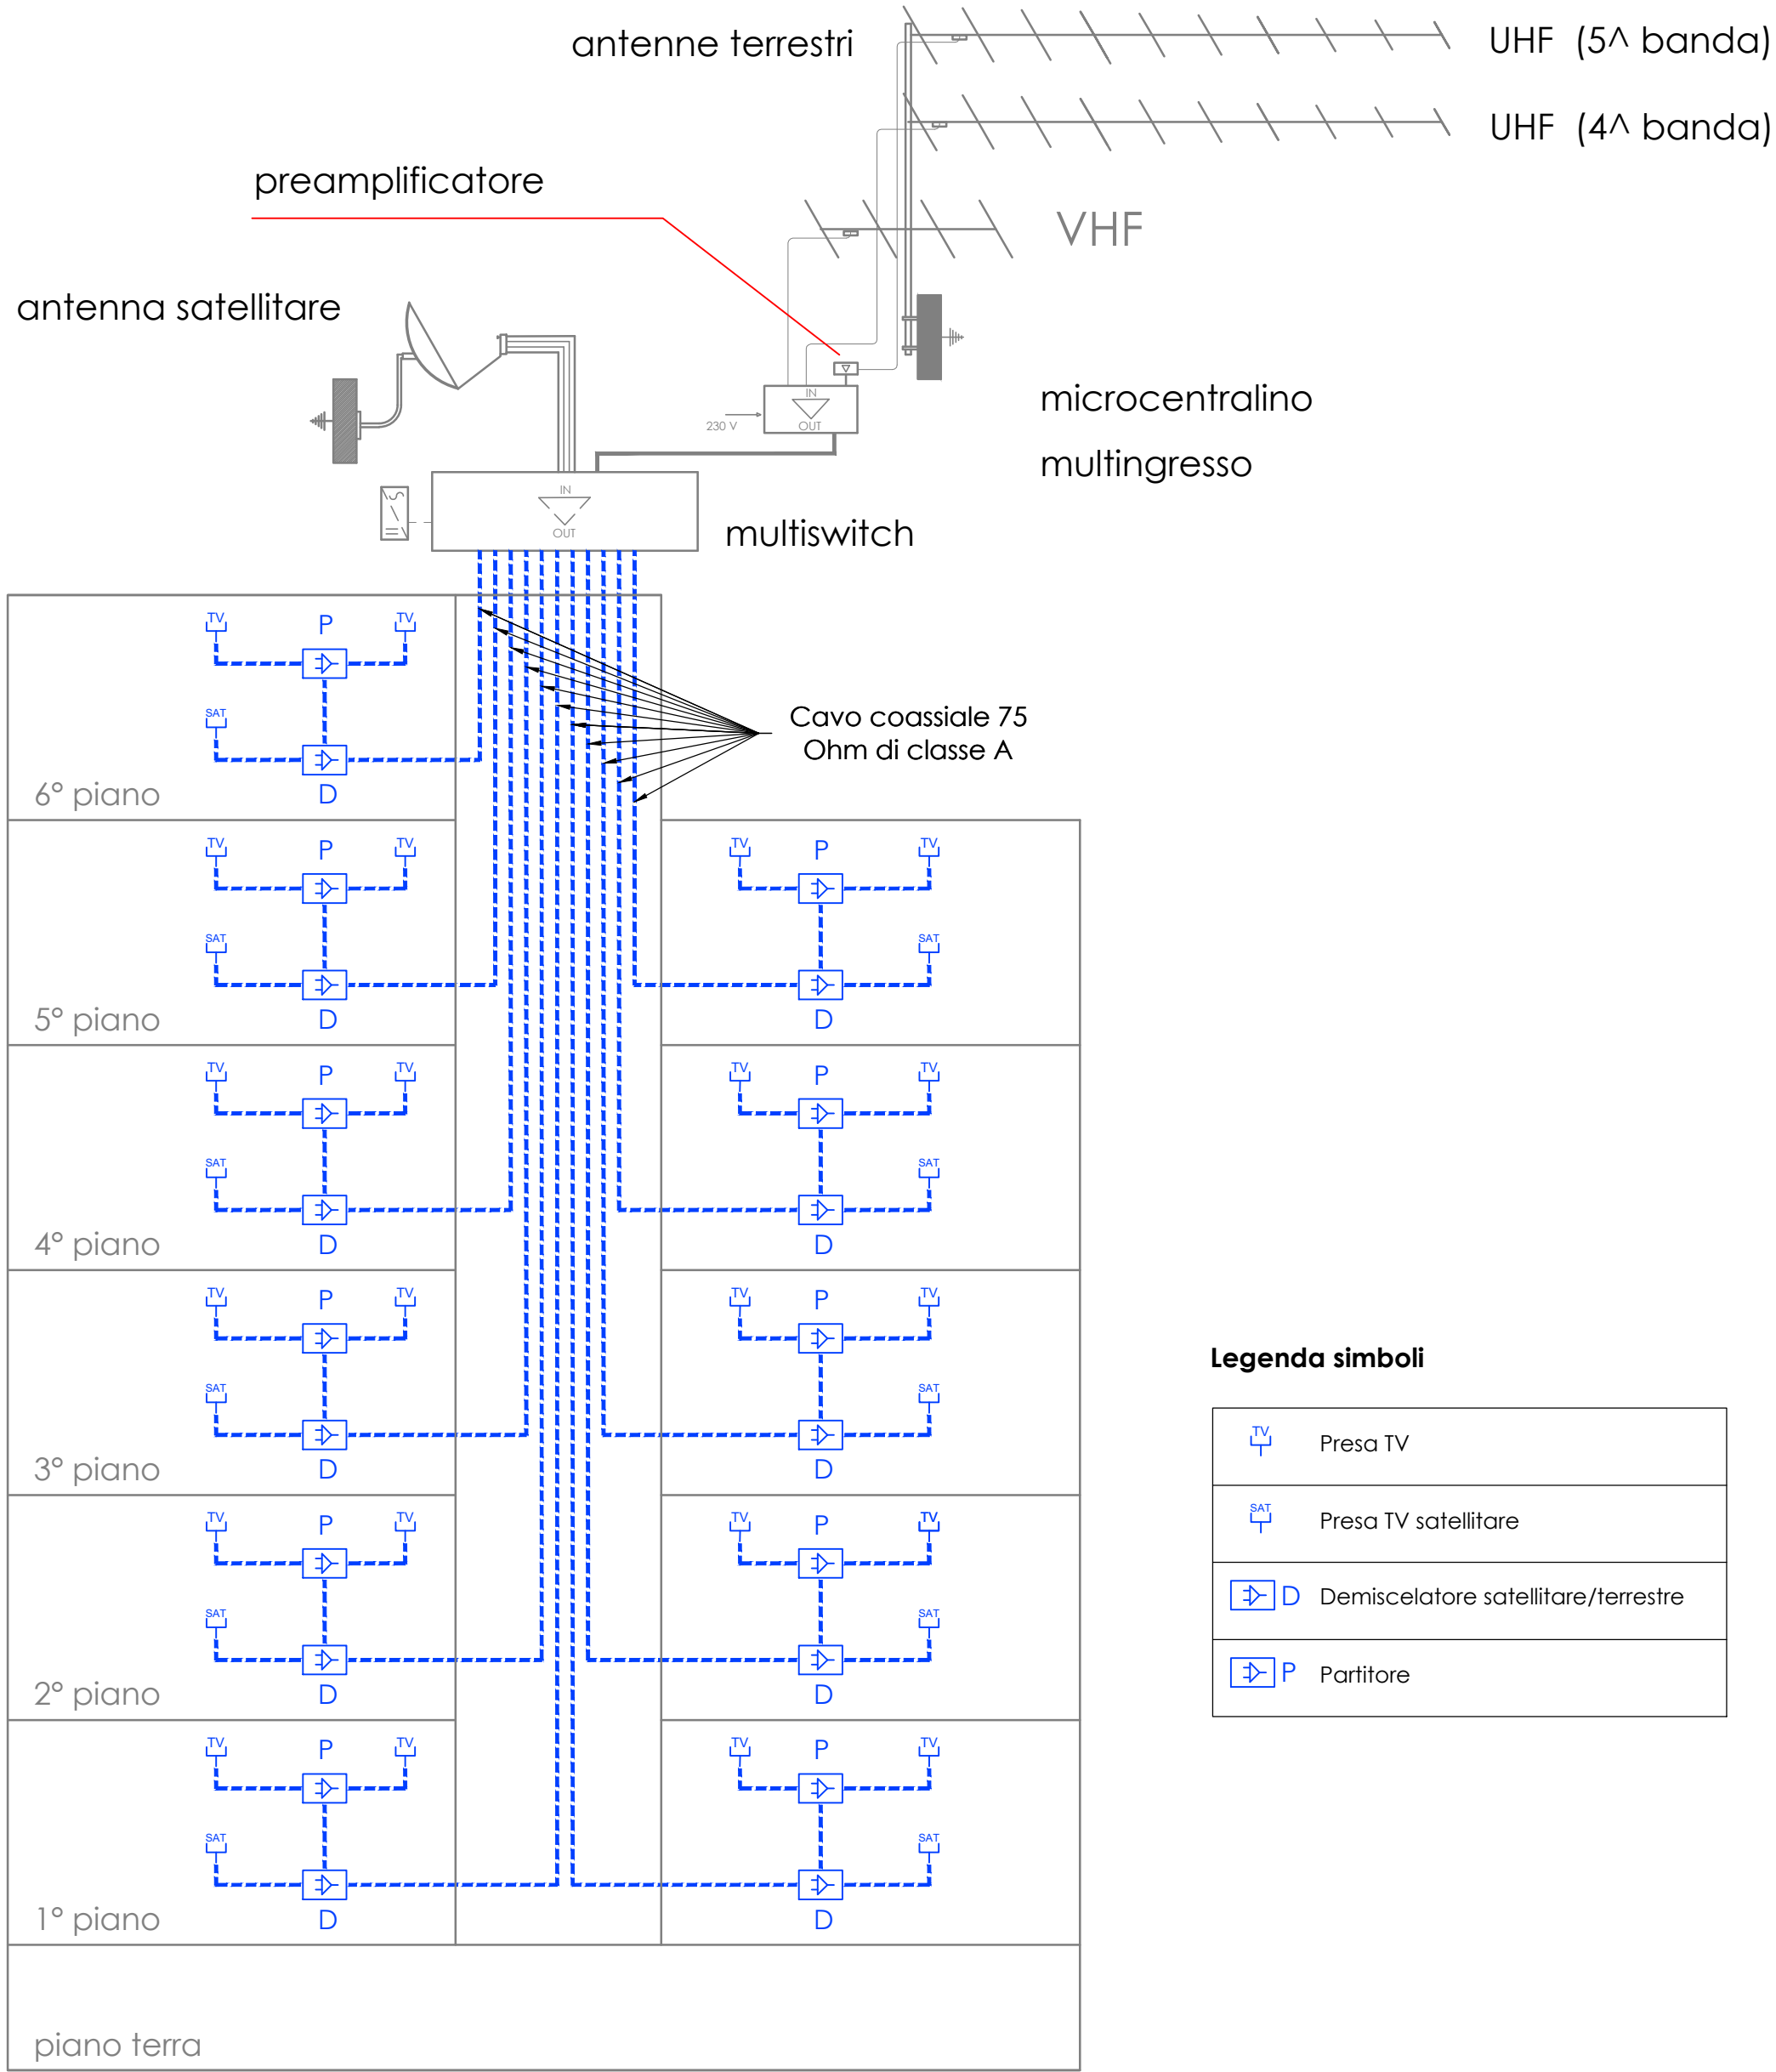 antenne terrestri
UHF (5^ banda)
UHF (4^ banda)
preamplificatore
VHF
antenna satellitare
microcentralino
multingresso
IN
OUT
230 V
IN
OUT
multiswitch
Cavo coassiale 75
Ohm di classe A
TV P TV
SAT
D
6° piano
TV P TV
SAT
D
5° piano
TV P TV
SAT
D
TV P TV
SAT
D
4° piano
TV P TV
SAT
D
TV P TV
SAT
D
3° piano
TV P TV
SAT
D
TV P TV
SAT
D
2° piano
TV P TV
SAT
D
TV P TV
SAT
D
1° piano
TV P TV
SAT
D
piano terra
Legenda simboli
TV Presa TV
SAT Presa TV satellitare
D Demiscelatore satellitare/terrestre
P Partitore